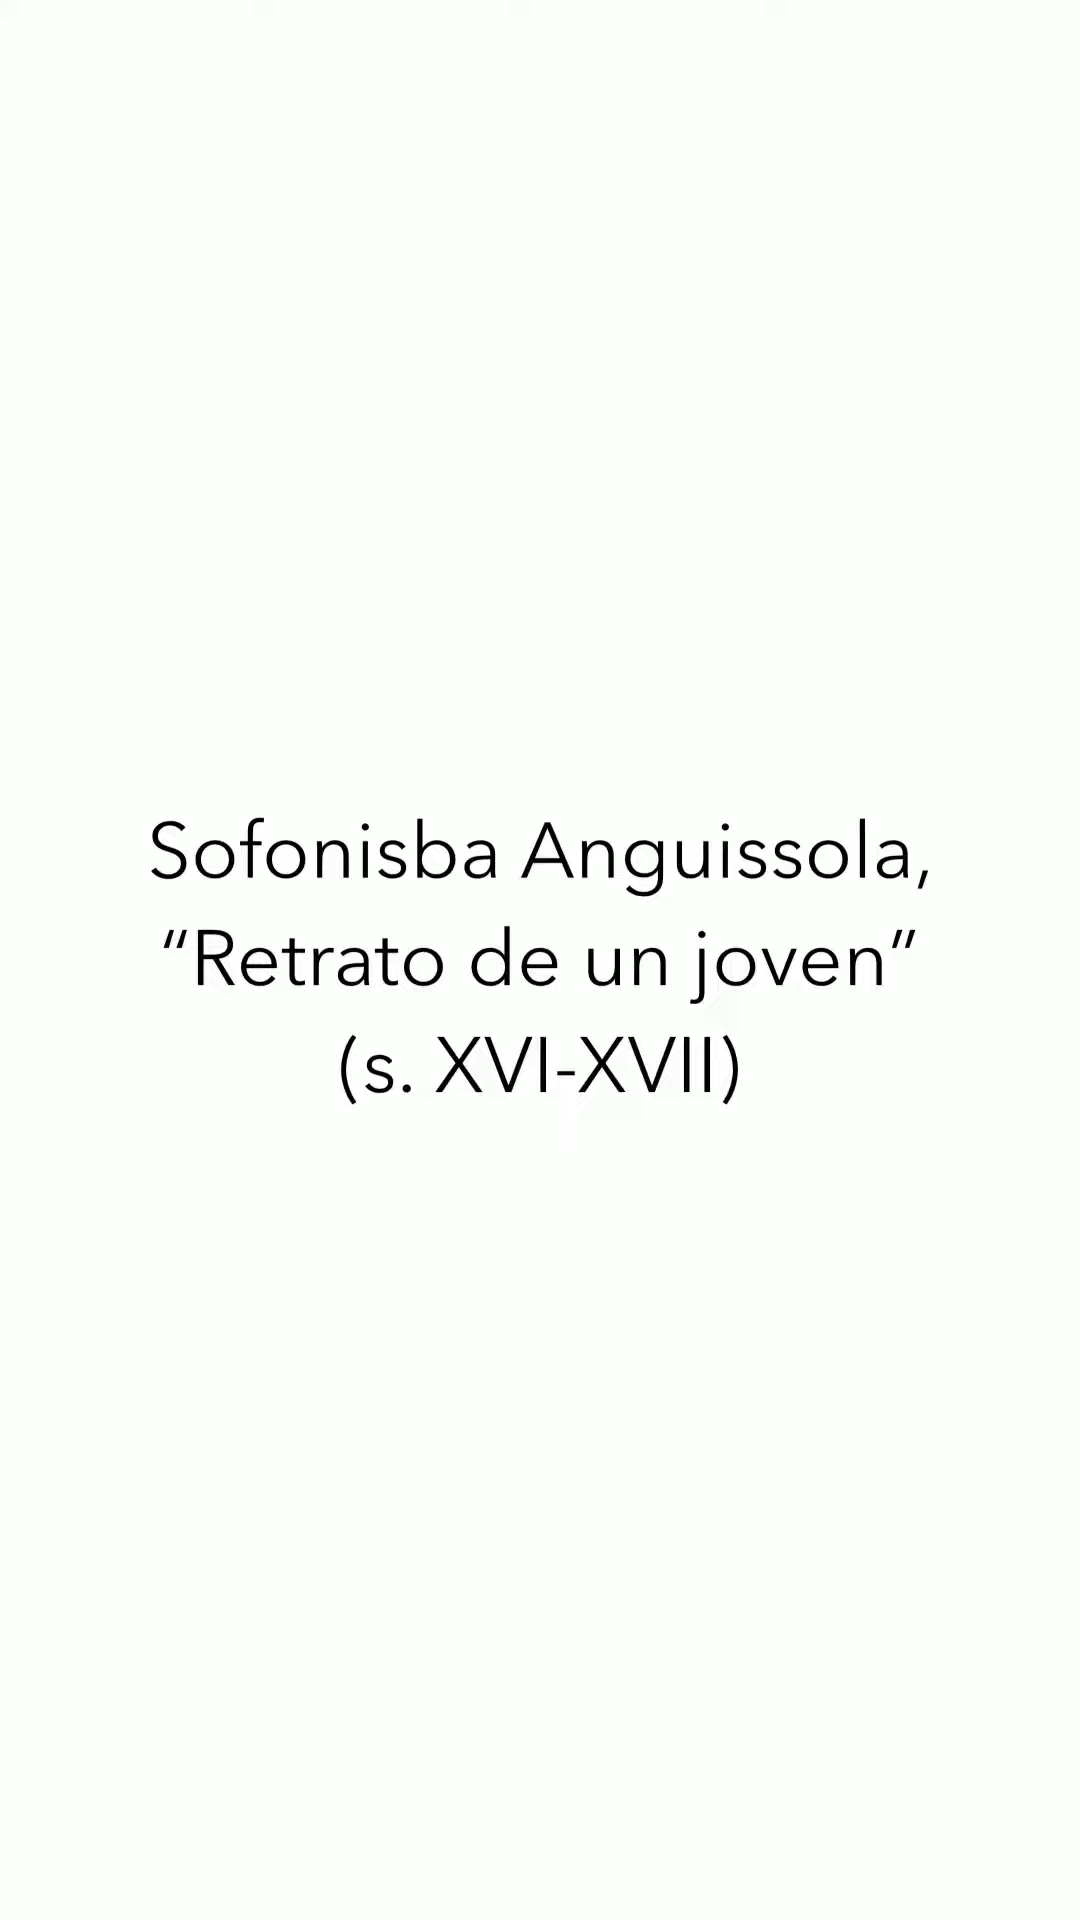 Sofonisba Anguissola,
“Retrato de un joven”
(s. XVI-XVII)